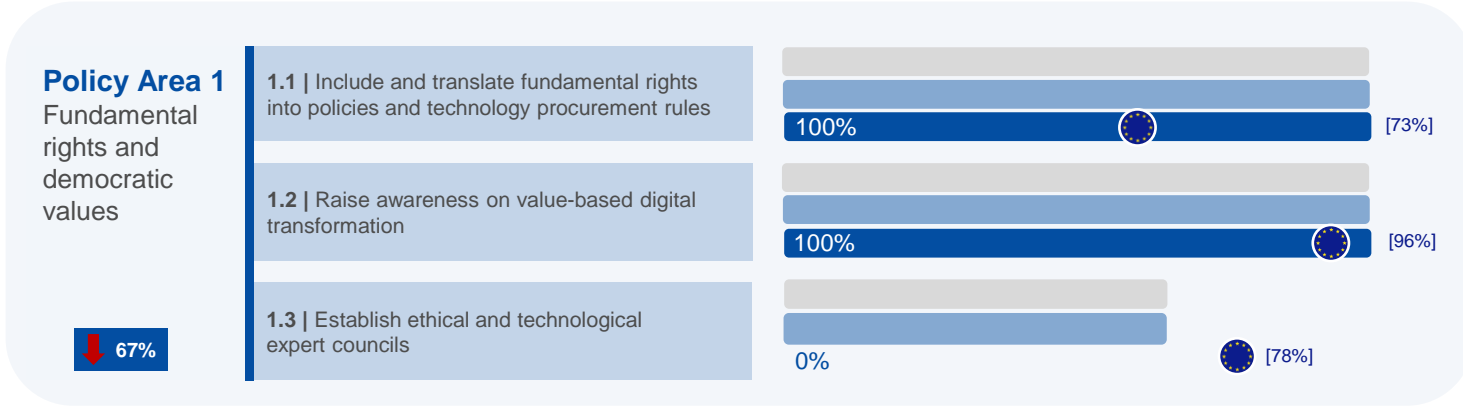 Policy Area 1
Fundamental
rights and
democratic
values
67%
1.1 | Include and translate fundamental rights
into policies and technology procurement rules
100%
[73%]
1.2 | Raise awareness on value-based digital
transformation
100%
[96%]
1.3 | Establish ethical and technological
expert councils
0%
[78%]